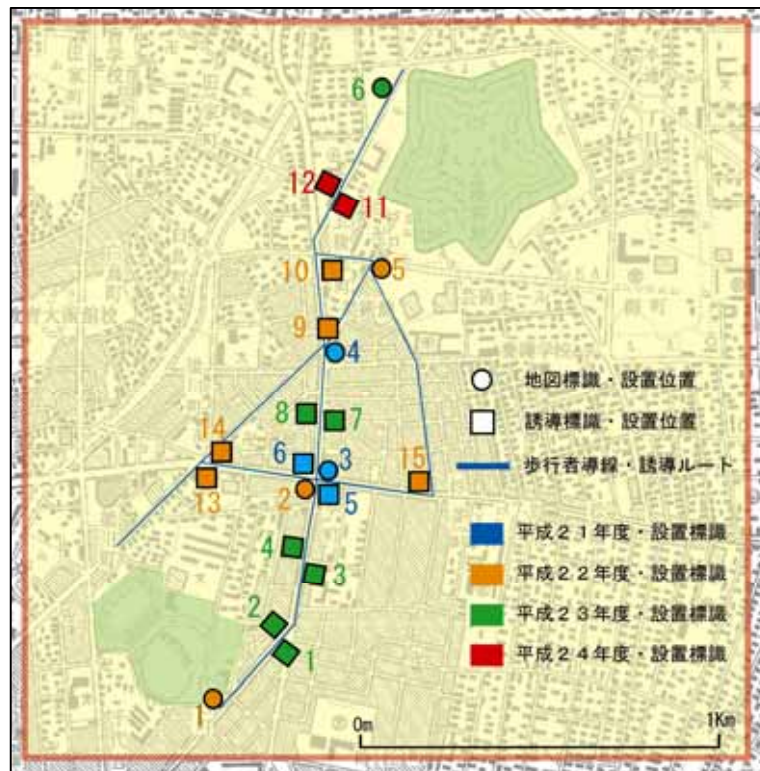 6
12
11
10
5
9
4
8
7
14
6
3
15
13
2
5
4
3
2
1
1
地図標識・設置位置
誘導標識・設置位置
歩行者導線・誘導ルート
平成21年度・設置標識
平成22年度・設置標識
平成23年度・設置標識
平成24年度・設置標識
0m
1Km